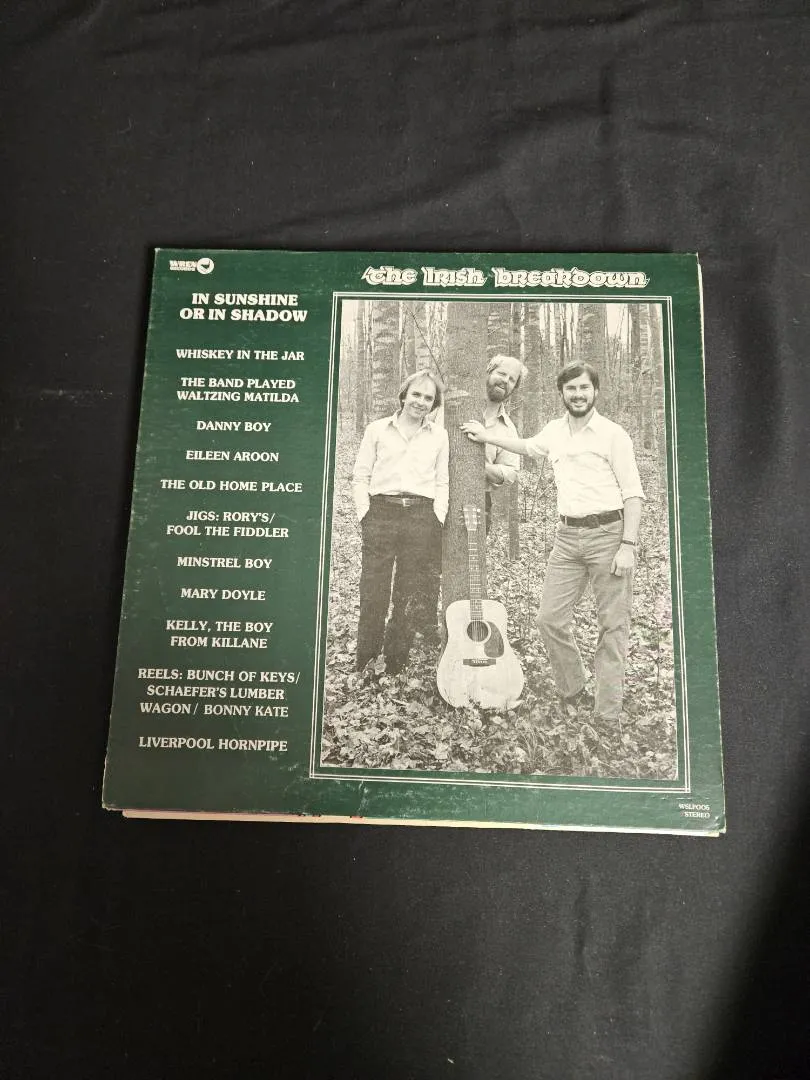 WREN
RECORDS
the Irish breakdown
IN SUNSHINE
OR IN SHADOW
WHISKEY IN THE JAR
THE BAND PLAYED
WALTZING MATILDA
DANNY BOY
EILEEN AROON
THE OLD HOME PLACE
JIGS: RORY'S/
FOOL THE FIDDLER
MINSTREL BOY
MARY DOYLE
KELLY, THE BOY
FROM KILLANE
REELS: BUNCH OF KEYS/
SCHAEFER'S LUMBER
WAGON / BONNY KATE
LIVERPOOL HORNPIPE
WSLP006
STEREO